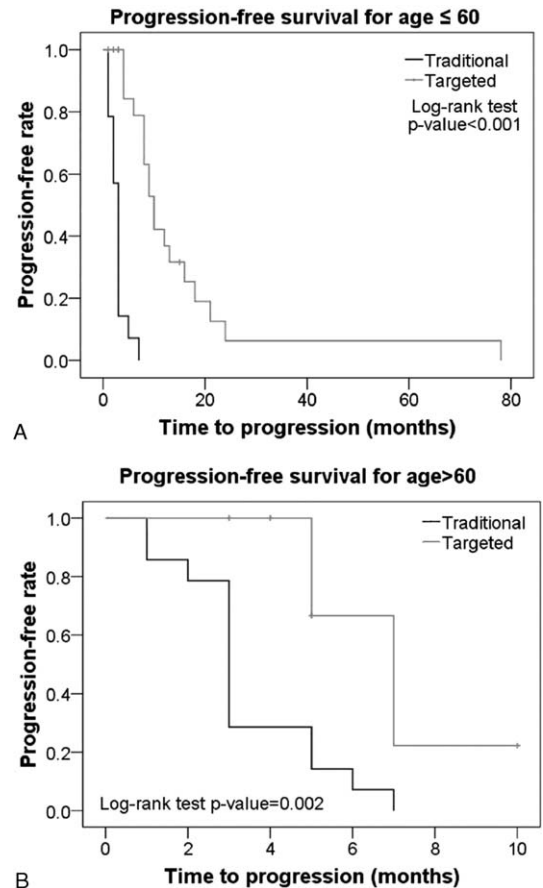 Progression-free survival for age ≤ 60
1.0
0.8
0.6
0.4
0.2
0.0
Progression-free rate
Traditional
Targeted
Log-rank test
p-value<0.001
0
20
40
60
80
Time to progression (months)
A
Progression-free survival for age>60
1.0
0.8
0.6
0.4
0.2
0.0
Progression-free rate
Traditional
Targeted
Log-rank test p-value=0.002
0
2
4
6
8
10
Time to progression (months)
B